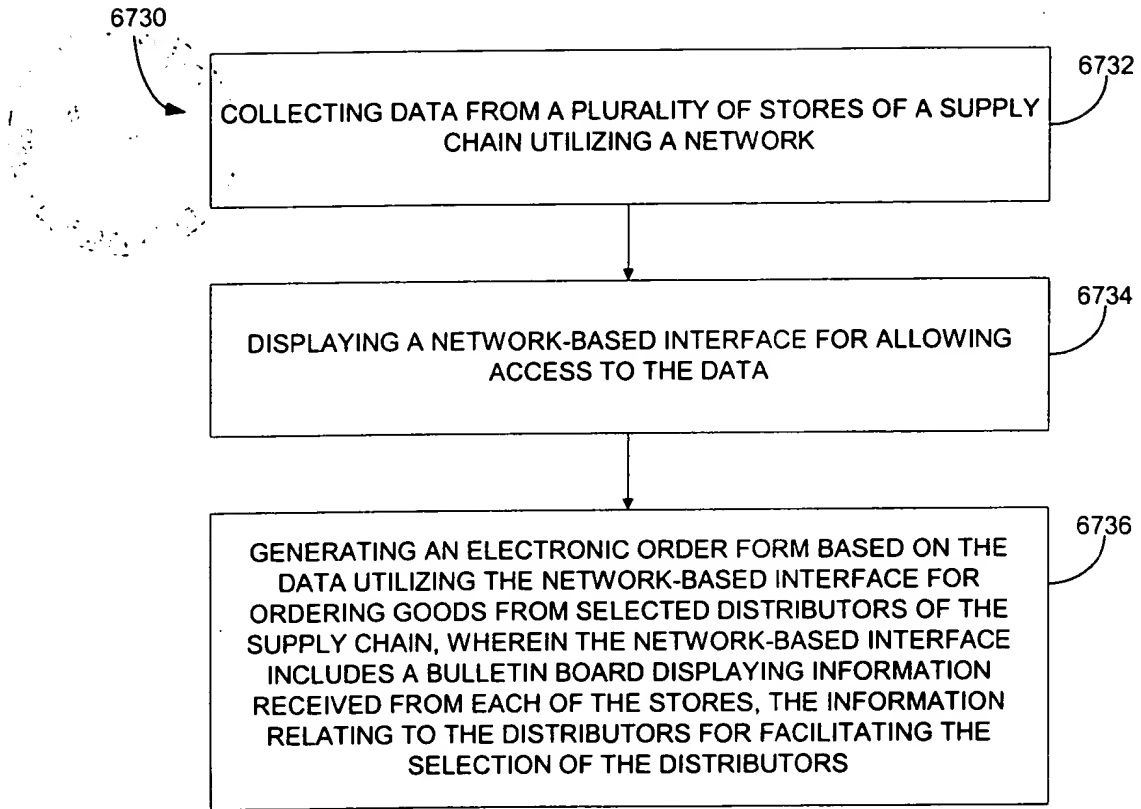 6730
6732
COLLECTING DATA FROM A PLURALITY OF STORES OF A SUPPLY
CHAIN UTILIZING A NETWORK
6734
DISPLAYING A NETWORK-BASED INTERFACE FOR ALLOWING
ACCESS TO THE DATA
6736
GENERATING AN ELECTRONIC ORDER FORM BASED ON THE
DATA UTILIZING THE NETWORK-BASED INTERFACE FOR
ORDERING GOODS FROM SELECTED DISTRIBUTORS OF THE
SUPPLY CHAIN, WHEREIN THE NETWORK-BASED INTERFACE
INCLUDES A BULLETIN BOARD DISPLAYING INFORMATION
RECEIVED FROM EACH OF THE STORES, THE INFORMATION
RELATING TO THE DISTRIBUTORS FOR FACILITATING THE
SELECTION OF THE DISTRIBUTORS